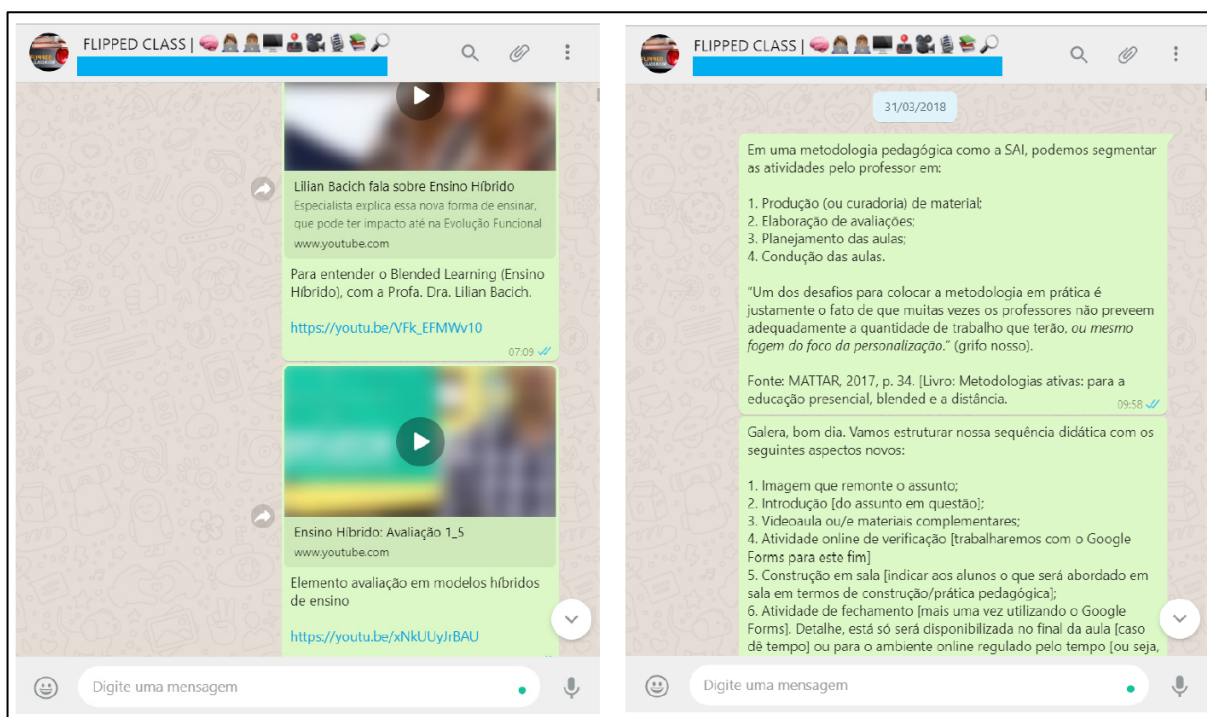 FLIPPED CLASS |
Lilian Bacich fala sobre Ensino Híbrido
Especialista explica essa nova forma de ensinar,
que pode ter impacto até na Evolução Funcional
www.youtube.com
Para entender o Blended Learning (Ensino
Híbrido), com a Profa. Dra. Lilian Bacich.
https://youtu.be/VFk_EFMWv10
07:09
Ensino Híbrido: Avaliação 1_5
www.youtube.com
Elemento avaliação em modelos híbridos
de ensino
https://youtu.be/xNkUUyJrBAU
Digite uma mensagem
FLIPPED CLASS |
31/03/2018
Em uma metodologia pedagógica como a SAI, podemos segmentar
as atividades pelo professor em:
1. Produção (ou curadoria) de material;
2. Elaboração de avaliações;
3. Planejamento das aulas;
4. Condução das aulas.
"Um dos desafios para colocar a metodologia em prática é
justamente o fato de que muitas vezes os professores não preveem
adequadamente a quantidade de trabalho que terão, ou mesmo
fogem do foco da personalização." (grifo nosso).
Fonte: MATTAR, 2017, p. 34. [Livro: Metodologias ativas: para a
educação presencial, blended e a distância.
09:58
Galera, bom dia. Vamos estruturar nossa sequência didática com os
seguintes aspectos novos:
1. Imagem que remonte o assunto;
2. Introdução [do assunto em questão];
3. Videoaula ou/e materiais complementares;
4. Atividade online de verificação [trabalharemos com o Google
Forms para este fim]
5. Construção em sala [indicar aos alunos o que será abordado em
sala em termos de construção/prática pedagógica];
6. Atividade de fechamento [mais uma vez utilizando o Google
Forms]. Detalhe, está só será disponibilizada no final da aula [caso
dê tempo] ou para o ambiente online regulado pelo tempo [ou seja,
Digite uma mensagem